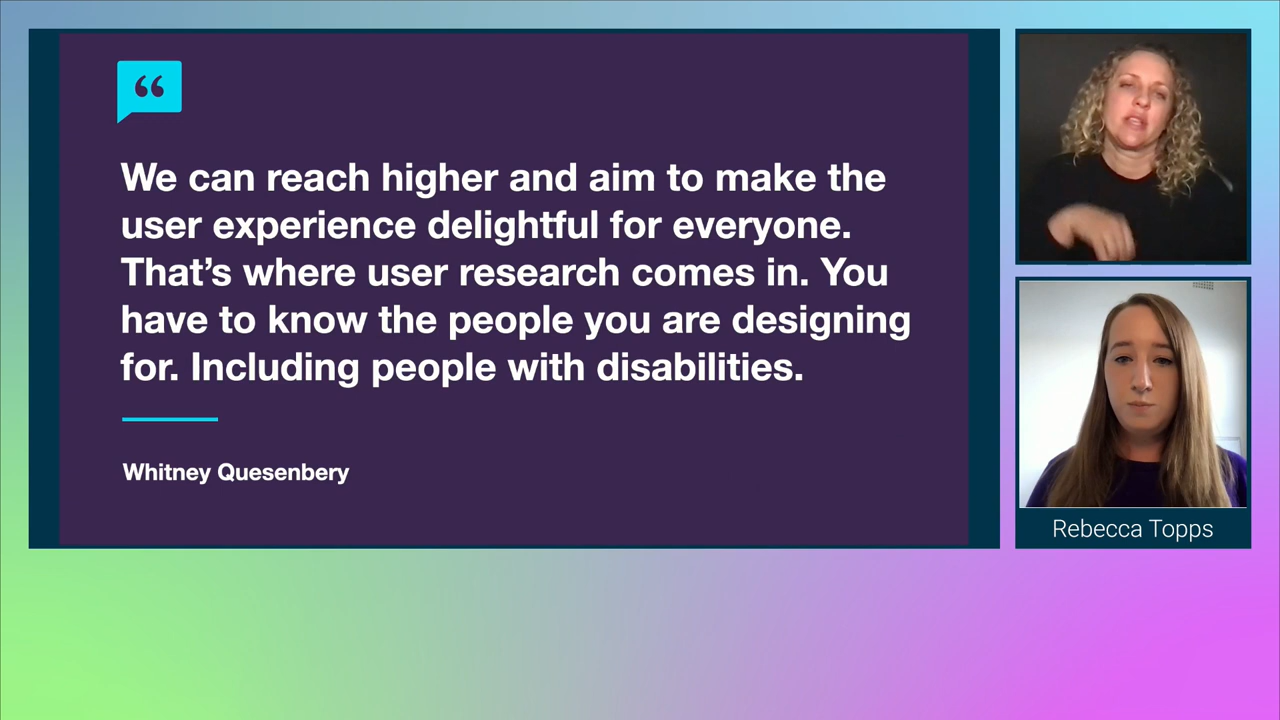 “
We can reach higher and aim to make the
user experience delightful for everyone.
That’s where user research comes in. You
have to know the people you are designing
for. Including people with disabilities.
Whitney Quesenbery
Rebecca Topps